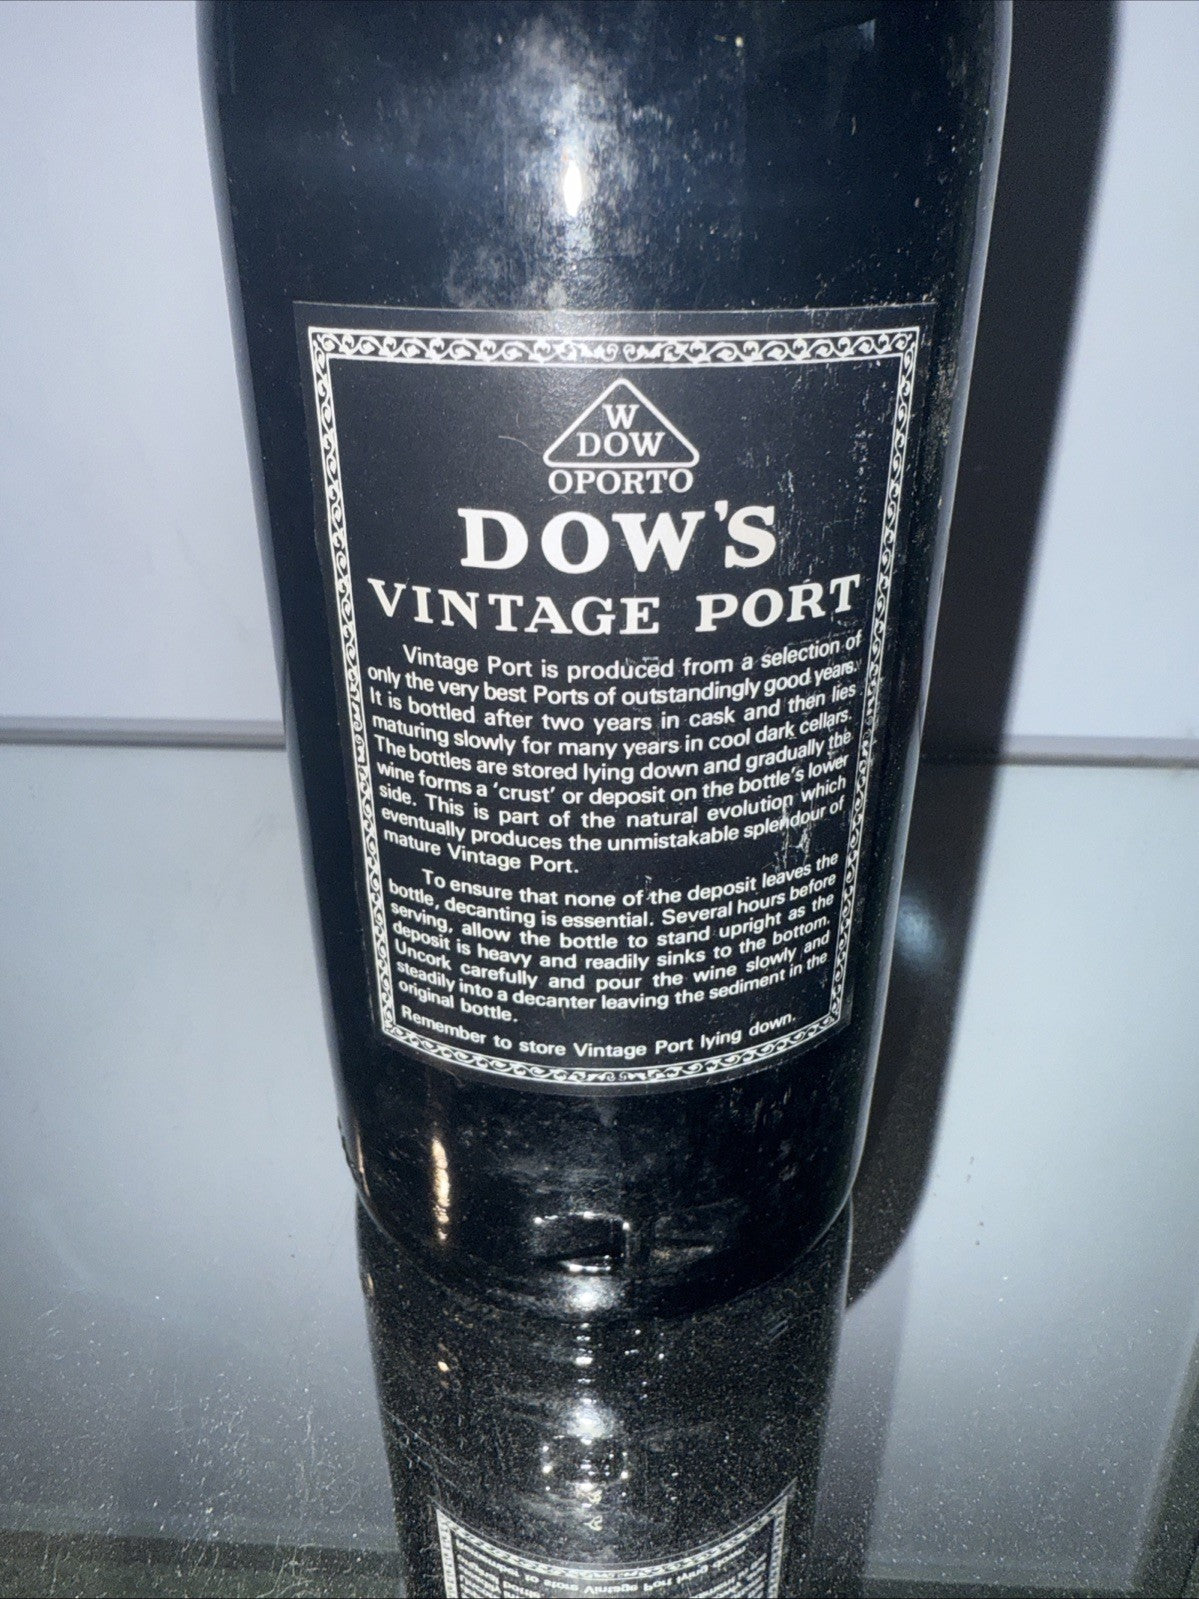 W
DOW
OPORTO
DOW'S
VINTAGE PORT
Vintage Port is produced from a selection of
only the very best Ports of outstandingly good years.
It is bottled after two years in cask and then lies
maturing slowly for many years in cool dark cellars.
The bottles are stored lying down and gradually the
wine forms a 'crust' or deposit on the bottle's lower
side. This is part of the natural evolution which
eventually produces the unmistakable splendour of
mature Vintage Port.
To ensure that none of the deposit leaves the
bottle, decanting is essential. Several hours before
serving, allow the bottle to stand upright as the
deposit is heavy and readily sinks to the bottom.
Uncork carefully and pour the wine slowly and
steadily into a decanter leaving the sediment in the
original bottle.
Remember to store Vintage Port lying down.